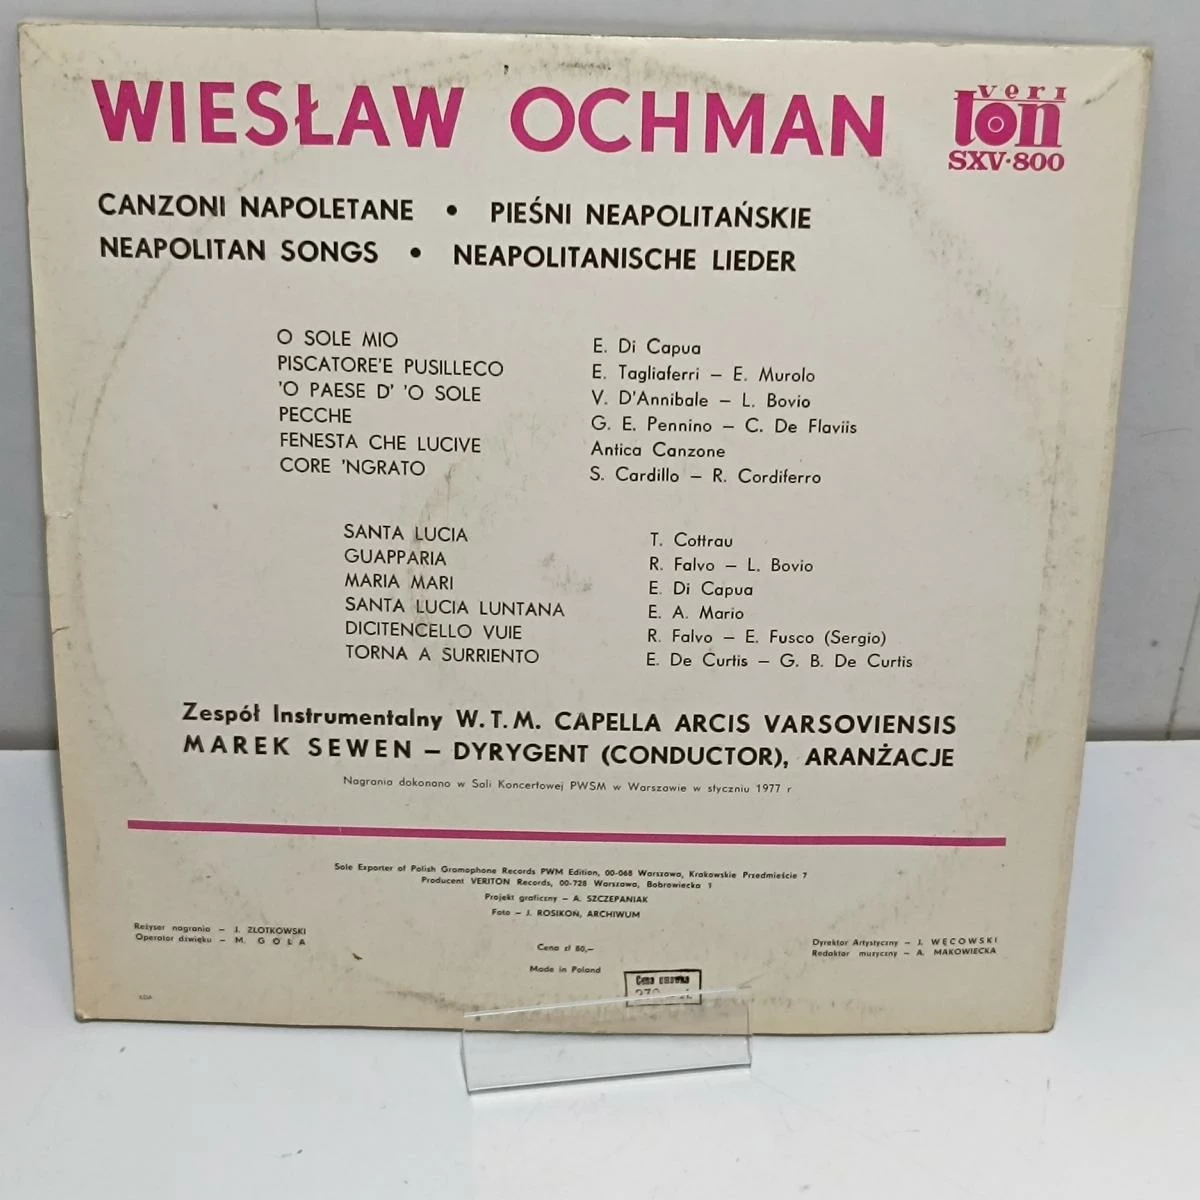 WIESŁAW OCHMAN
veri
ton
SXV·800
CANZONI NAPOLETANE • PIEŚNI NEAPOLITAŃSKIE
NEAPOLITAN SONGS • NEAPOLITANISCHE LIEDER
O SOLE MIO E. Di Capua
PISCATORE'E PUSILLECO E. Tagliaferri – E. Murolo
'O PAESE D' 'O SOLE V. D'Annibale – L. Bovio
PECCHE G. E. Pennino – C. De Flaviis
FENESTA CHE LUCIVE Antica Canzone
CORE 'NGRATO S. Cardillo – R. Cordiferro
SANTA LUCIA T. Cottrau
GUAPPARIA R. Falvo – L. Bovio
MARIA MARI E. Di Capua
SANTA LUCIA LUNTANA E. A. Mario
DICITENCELLO VUIE R. Falvo – E. Fusco (Sergio)
TORNA A SURRIENTO E. De Curtis – G. B. De Curtis
Zespół Instrumentalny W.T.M. CAPELLA ARCIS VARSOVIENSIS
MAREK SEWEN – DYRYGENT (CONDUCTOR), ARANŻACJE
Nagrania dokonano w Sali Koncertowej PWSM w Warszawie w styczniu 1977 r
Sole Exporter of Polish Gramophone Records PWM Edition, 00-068 Warszawa, Krakowskie Przedmieście 7
Producent VERITON Records, 00-728 Warszawa, Bobrowiecka 1
Projekt graficzny – A. SZCZEPANIAK
Foto – J. ROSIKOŃ, ARCHIWUM
Reżyser nagrania – J. ZŁOTKOWSKI
Operator dźwięku – M. GOLA
Dyrektor Artystyczny – J. WĘCOWSKI
Redaktor muzyczny – A. MAKOWIECKA
Cena zł 80,–
Made in Poland
Cena umowna